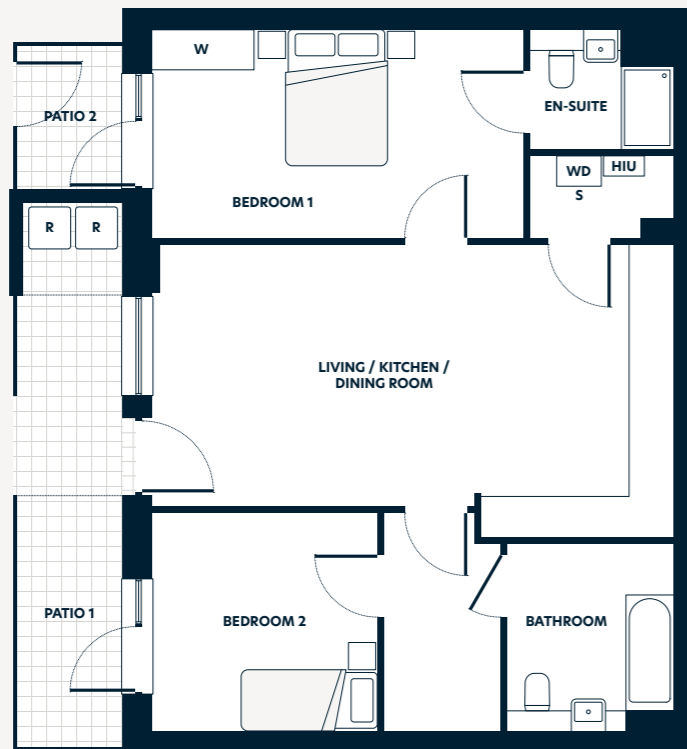 W
EN-SUITE
PATIO 2
WD
HIU
S
BEDROOM 1
R
R
LIVING / KITCHEN /
DINING ROOM
PATIO 1
BEDROOM 2
BATHROOM